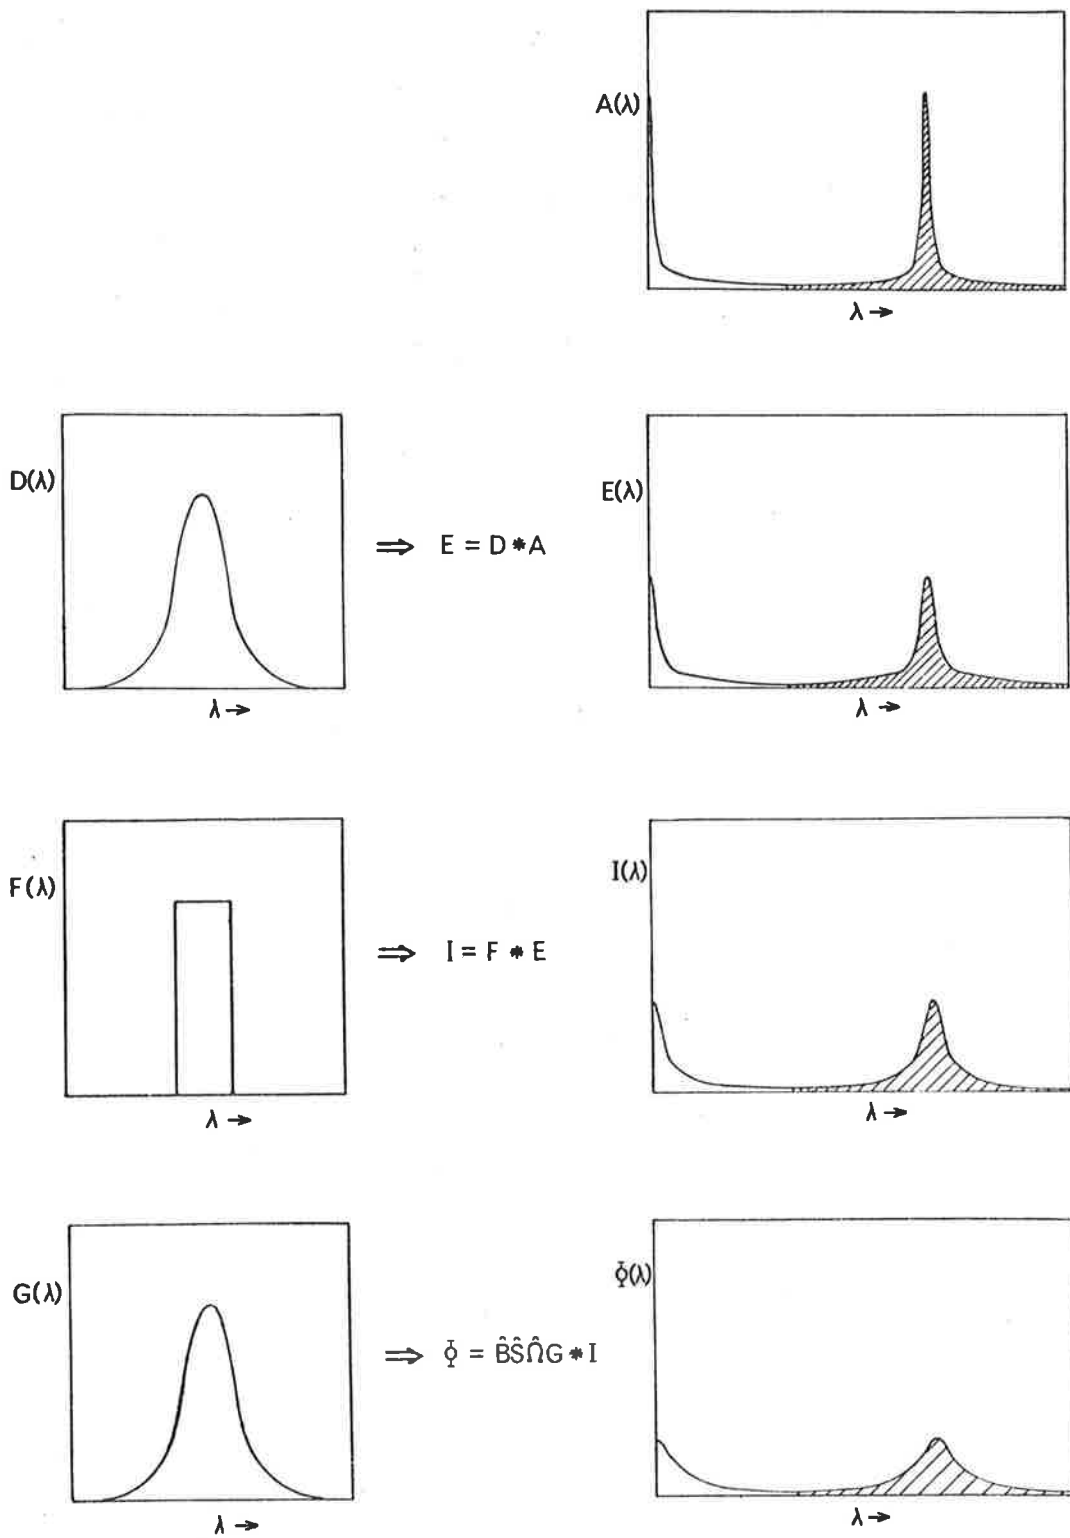 A(λ)
λ →
D(λ)
λ →
⇒ E = D * A
E(λ)
λ →
F(λ)
λ →
⇒ I = F * E
I(λ)
λ →
G(λ)
λ →
⇒ Φ = B̂ŜΩ̂G * I
Φ(λ)
λ →